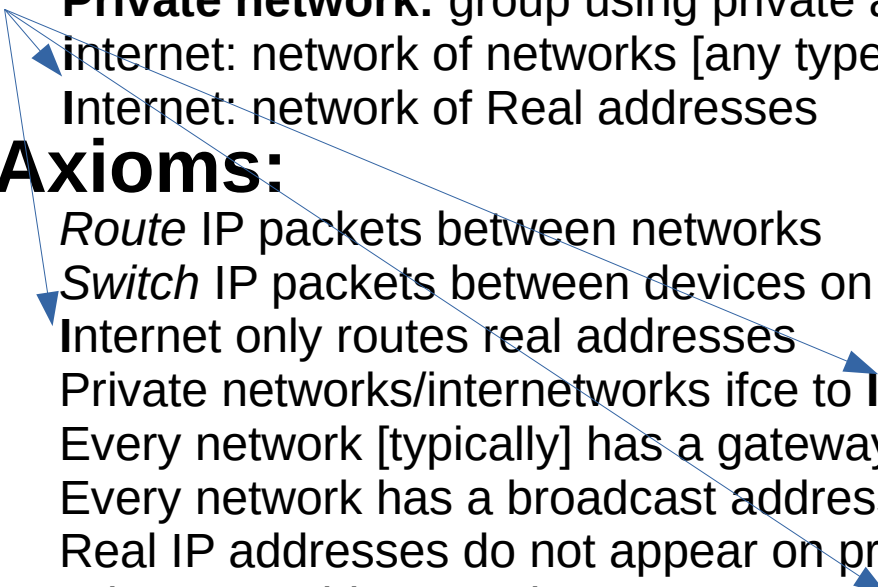 Private network: group using private a
internet: network of networks [any type
Internet: network of Real addresses
Axioms:
Route IP packets between networks
Switch IP packets between devices on
Internet only routes real addresses
Private networks/internetworks ifce to I
Every network [typically] has a gateway
Every network has a broadcast addres
Real IP addresses do not appear on pr